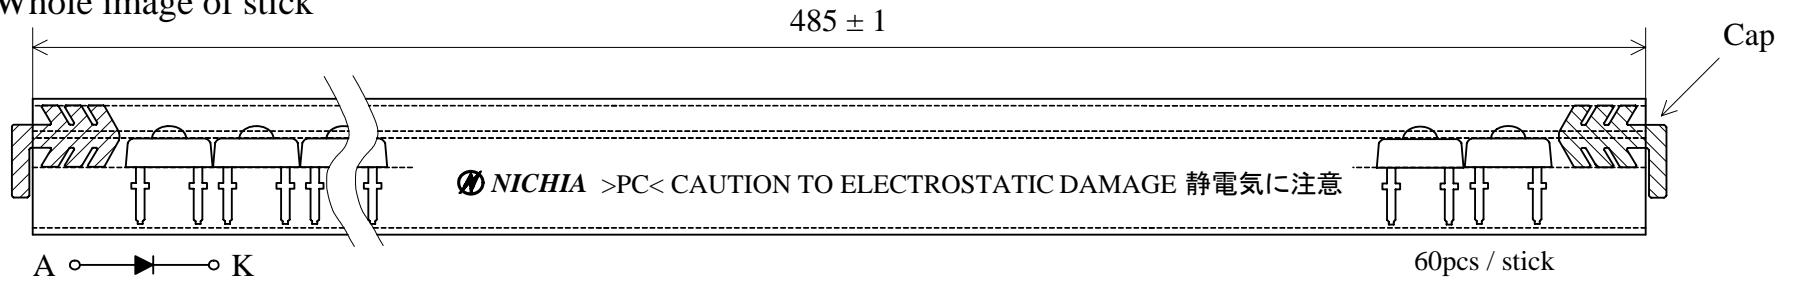 Whole image of stick
485 ± 1
Cap
NICHIA >PC< CAUTION TO ELECTROSTATIC DAMAGE 静電気に注意
A K
60pcs / stick